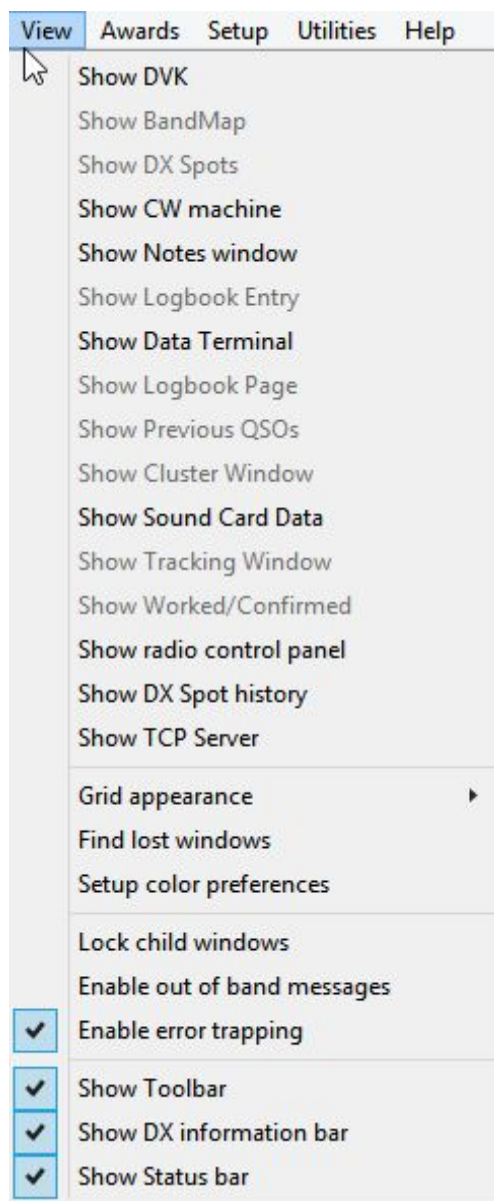 View Awards Setup Utilities Help
Show DVK
Show BandMap
Show DX Spots
Show CW machine
Show Notes window
Show Logbook Entry
Show Data Terminal
Show Logbook Page
Show Previous QSOs
Show Cluster Window
Show Sound Card Data
Show Tracking Window
Show Worked/Confirmed
Show radio control panel
Show DX Spot history
Show TCP Server
Grid appearance
Find lost windows
Setup color preferences
Lock child windows
Enable out of band messages
Enable error trapping
Show Toolbar
Show DX information bar
Show Status bar